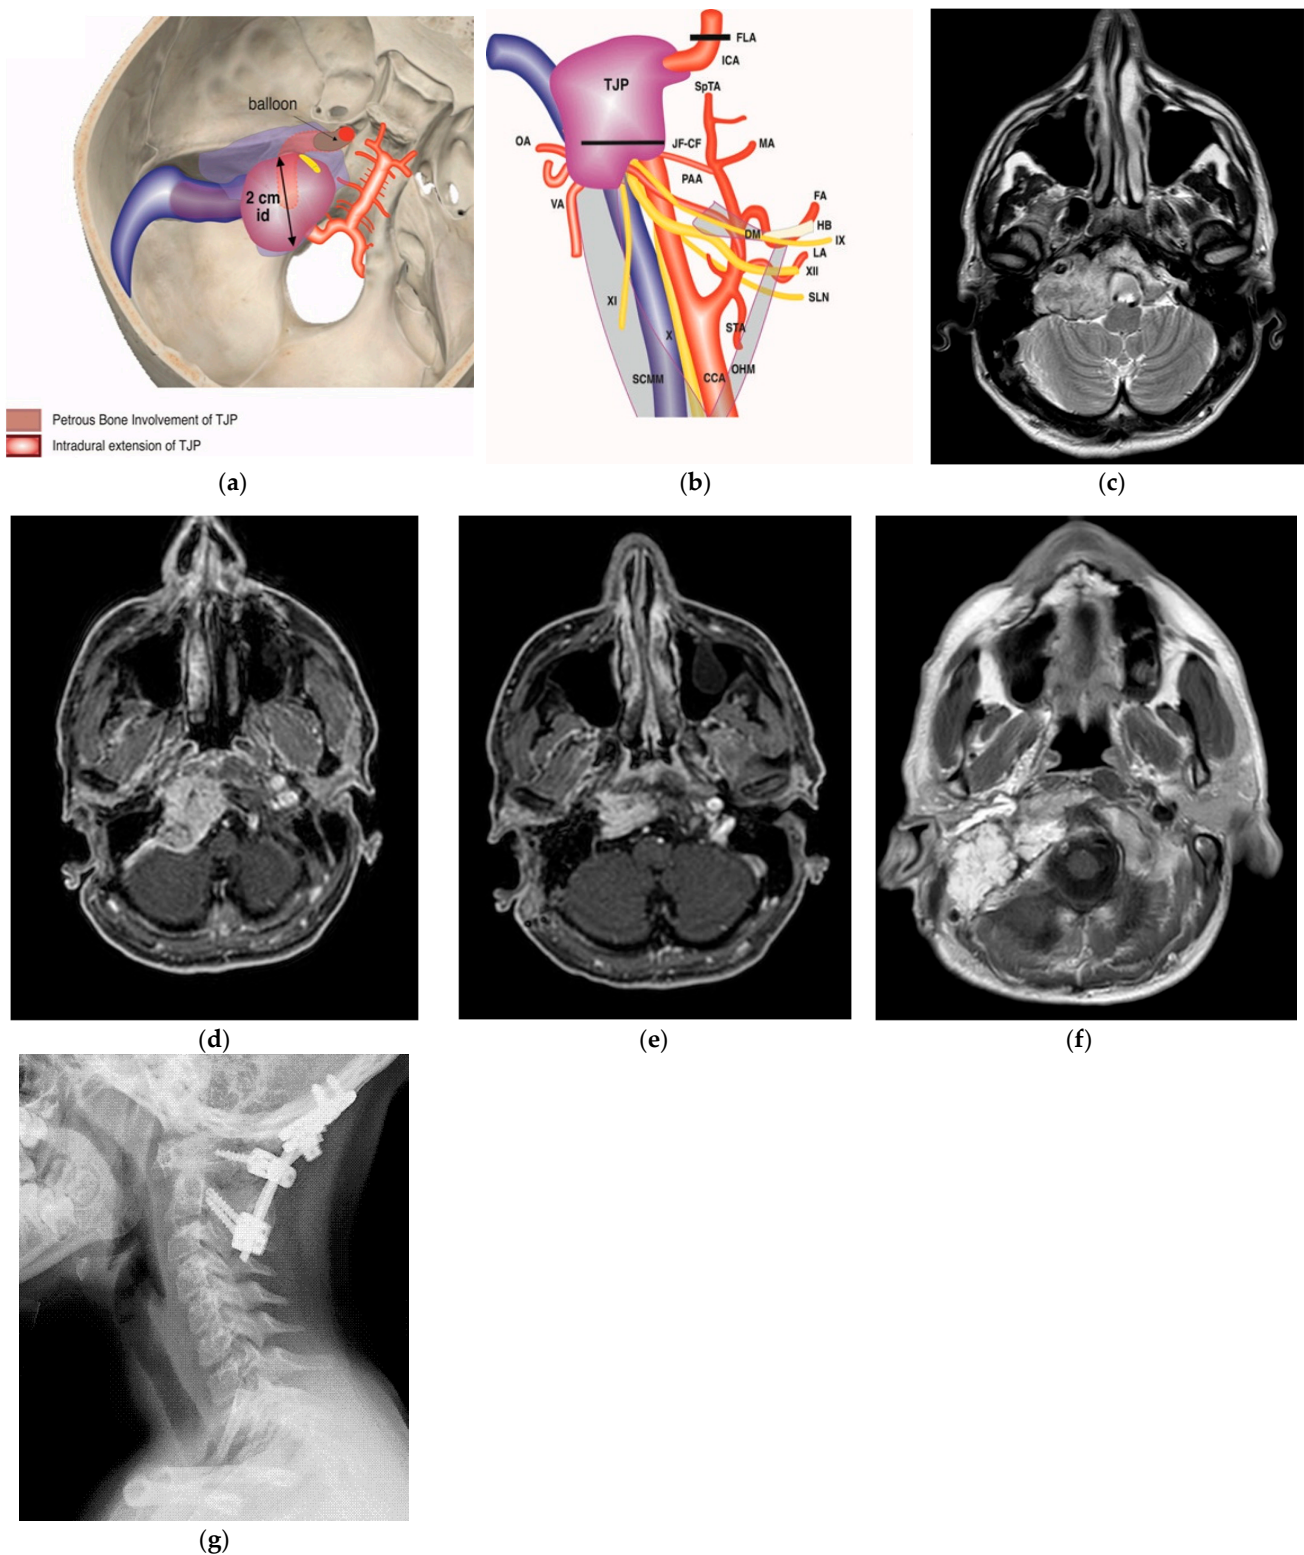 balloon
2 cm
id
Petrous Bone Involvement of TJP
Intradural extension of TJP
(a)
FLA
ICA
TJP
SpTA
OA
JF-CF
MA
PAA
VA
FA
HB
DM
IX
LA
XII
XI
SLN
STA
X
OHM
SCMM
CCA
(b)
(c)
(d)
(e)
(f)
(g)